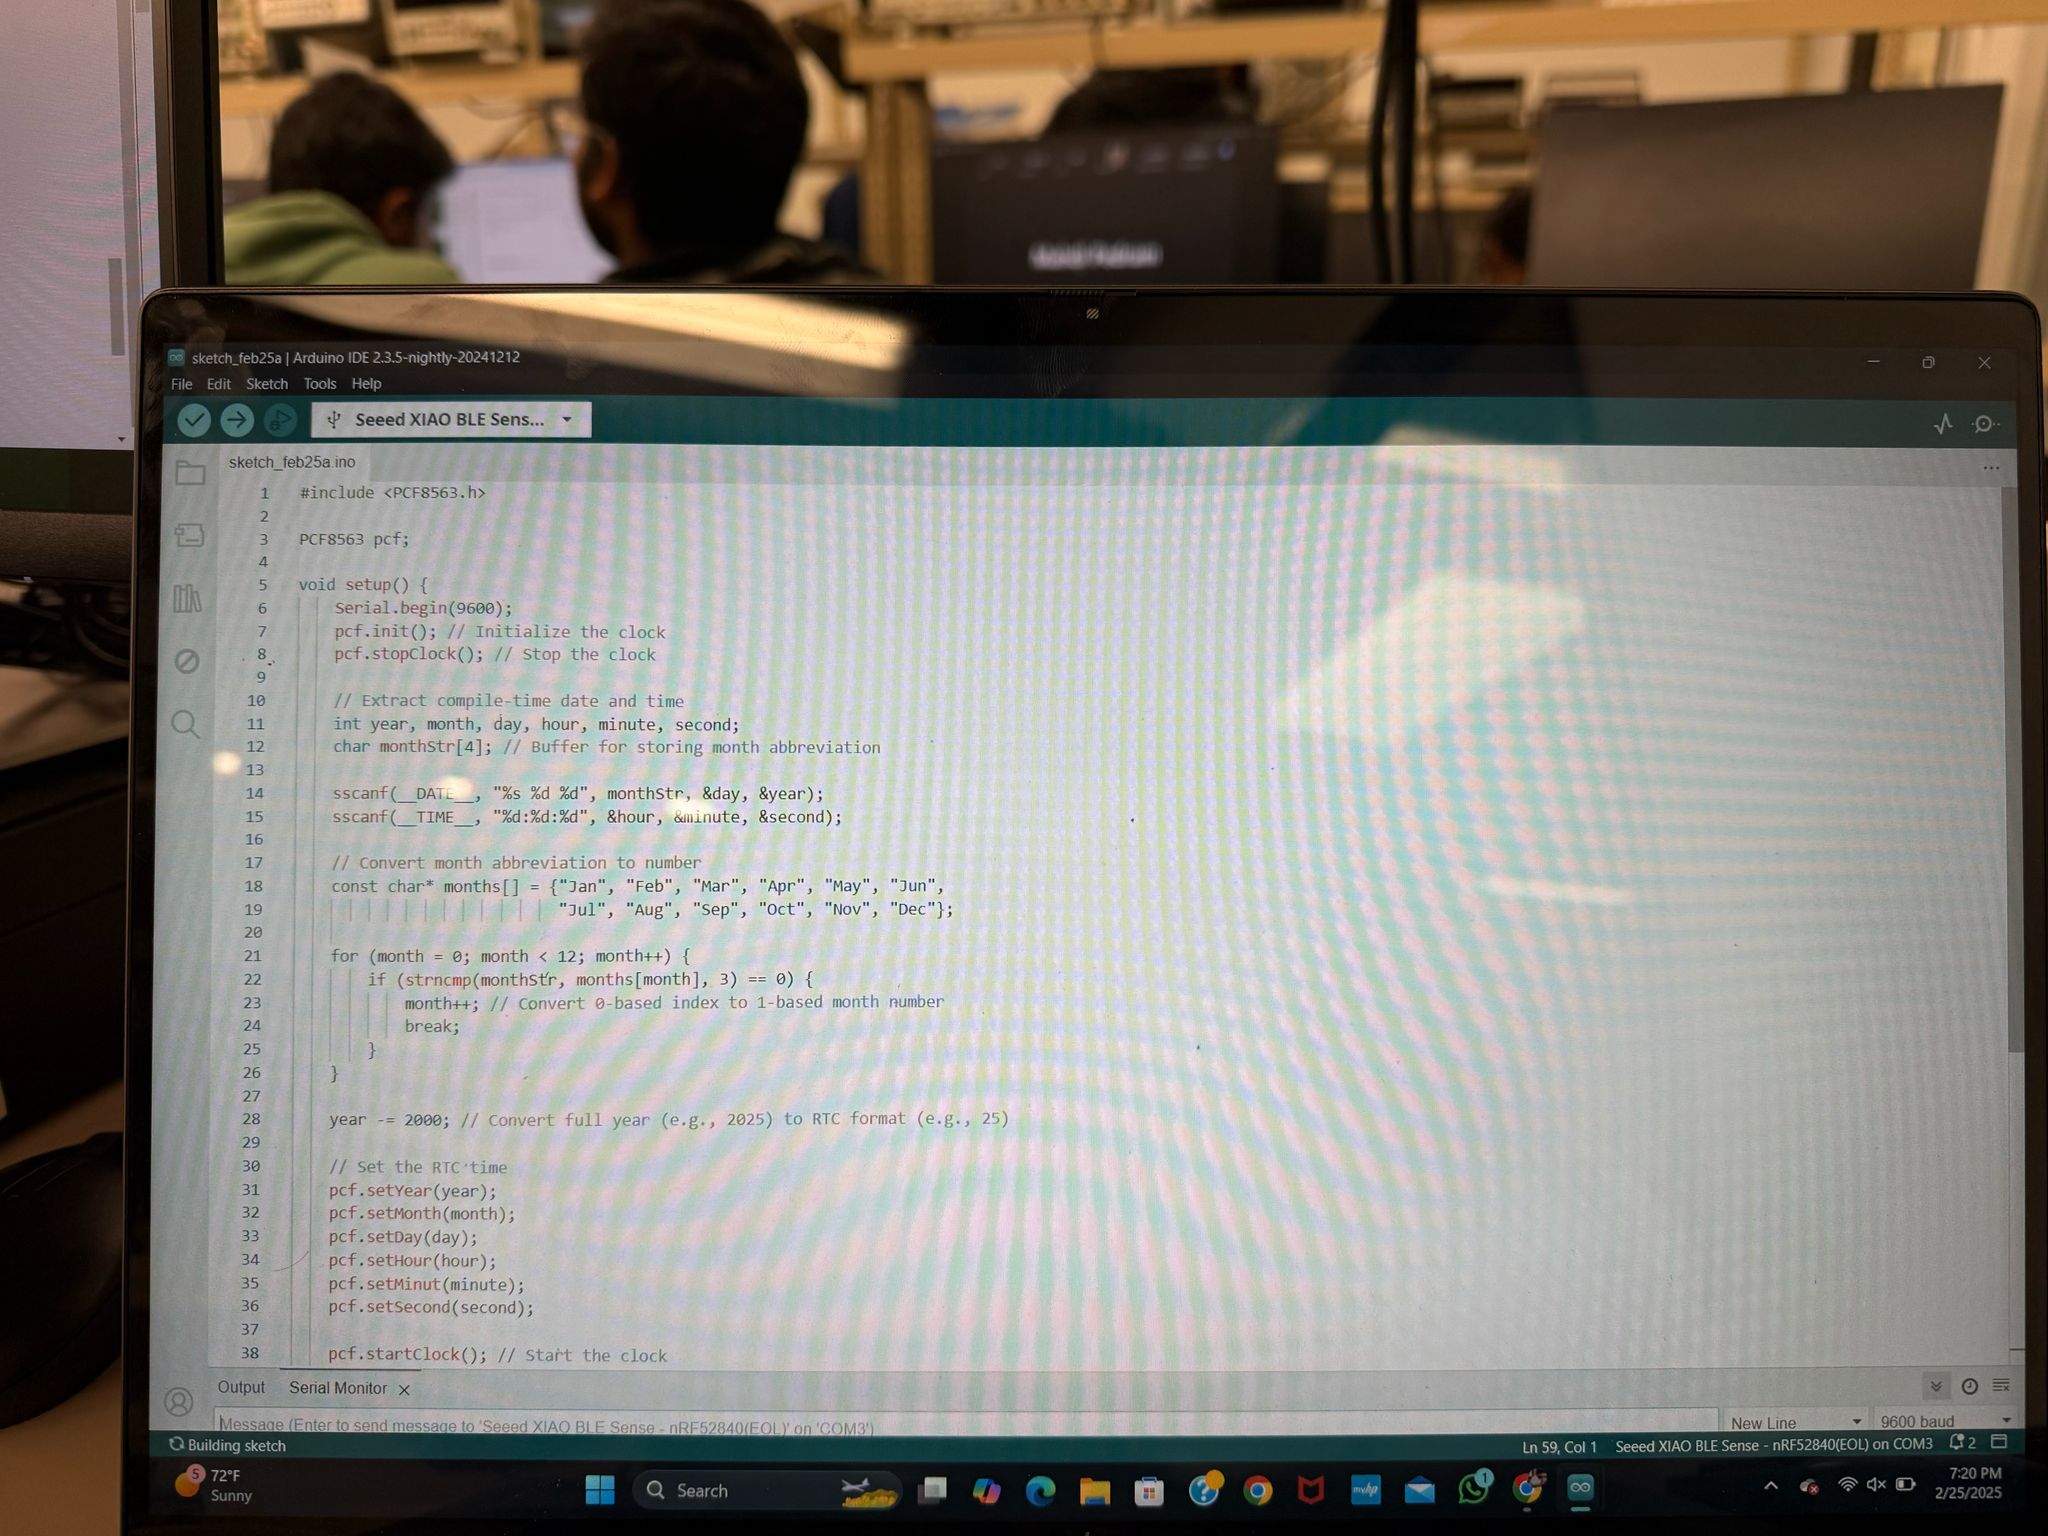 sketch_feb25a | Arduino IDE 2.3.5-nightly-20241212
File Edit Sketch Tools Help
Seeed XIAO BLE Sens...
sketch_feb25a.ino
1 #include <PCF8563.h>
2
3 PCF8563 pcf;
4
5 void setup() {
6 Serial.begin(9600);
7 pcf.init(); // Initialize the clock
8 pcf.stopClock(); // Stop the clock
9
10 // Extract compile-time date and time
11 int year, month, day, hour, minute, second;
12 char monthStr[4]; // Buffer for storing month abbreviation
13
14 sscanf(__DATE__, "%s %d %d", monthStr, &day, &year);
15 sscanf(__TIME__, "%d:%d:%d", &hour, &minute, &second);
16
17 // Convert month abbreviation to number
18 const char* months[] = {"Jan", "Feb", "Mar", "Apr", "May", "Jun",
19 "Jul", "Aug", "Sep", "Oct", "Nov", "Dec"};
20
21 for (month = 0; month < 12; month++) {
22 if (strncmp(monthStr, months[month], 3) == 0) {
23 month++; // Convert 0-based index to 1-based month number
24 break;
25 }
26 }
27
28 year -= 2000; // Convert full year (e.g., 2025) to RTC format (e.g., 25)
29
30 // Set the RTC time
31 pcf.setYear(year);
32 pcf.setMonth(month);
33 pcf.setDay(day);
34 pcf.setHour(hour);
35 pcf.setMinut(minute);
36 pcf.setSecond(second);
37
38 pcf.startClock(); // Start the clock
Output Serial Monitor
Message (Enter to send message to 'Seeed XIAO BLE Sense - nRF52840(EOL)' on 'COM3')
New Line 9600 baud
Building sketch
Ln 59, Col 1 Seeed XIAO BLE Sense - nRF52840(EOL) on COM3 2
5 72°F
Sunny
Search
myhp
1
7:20 PM
2/25/2025